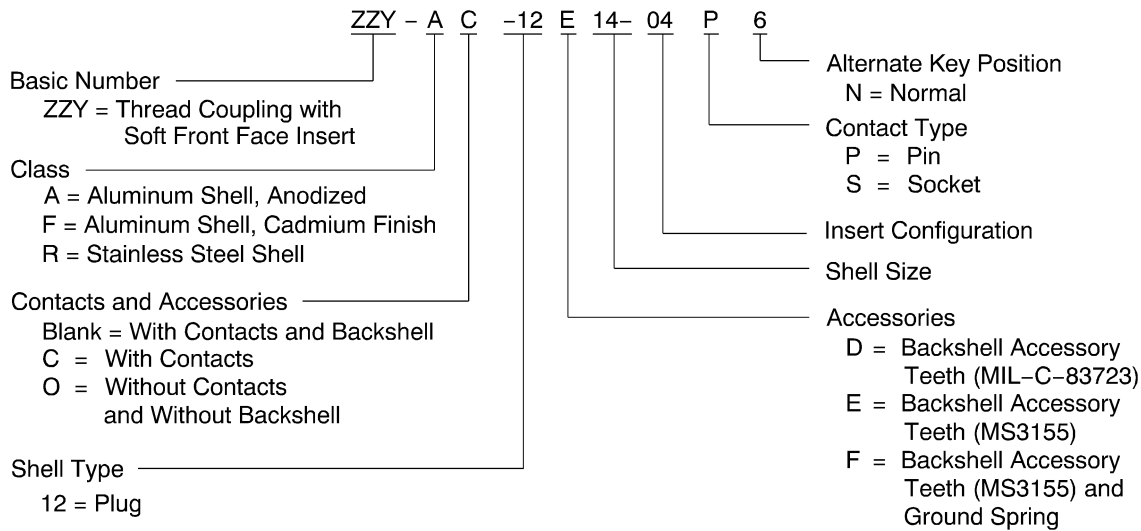 ZZY - A C -12 E 14- 04 P 6
Basic Number
ZZY = Thread Coupling with
Soft Front Face Insert
Class
A = Aluminum Shell, Anodized
F = Aluminum Shell, Cadmium Finish
R = Stainless Steel Shell
Contacts and Accessories
Blank = With Contacts and Backshell
C = With Contacts
O = Without Contacts
and Without Backshell
Shell Type
12 = Plug
Alternate Key Position
N = Normal
Contact Type
P = Pin
S = Socket
Insert Configuration
Shell Size
Accessories
D = Backshell Accessory
Teeth (MIL-C-83723)
E = Backshell Accessory
Teeth (MS3155)
F = Backshell Accessory
Teeth (MS3155) and
Ground Spring